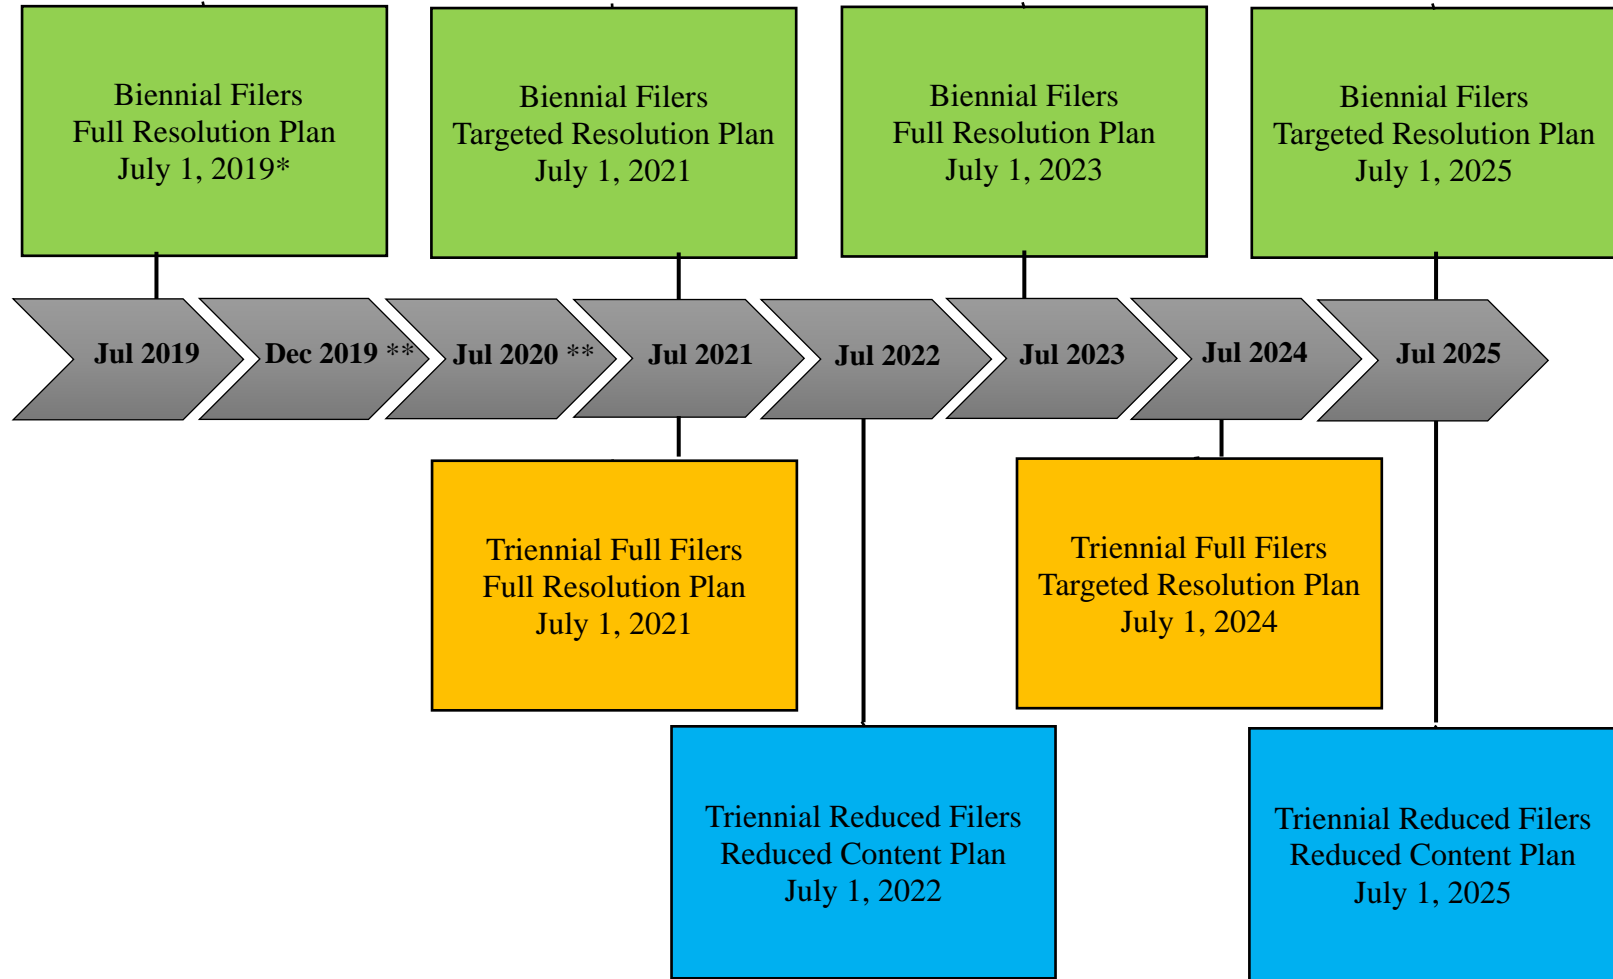 Biennial Filers
Full Resolution Plan
July 1, 2019*
Biennial Filers
Targeted Resolution Plan
July 1, 2021
Biennial Filers
Full Resolution Plan
July 1, 2023
Biennial Filers
Targeted Resolution Plan
July 1, 2025
Jul 2019
Dec 2019 **
Jul 2020 **
Jul 2021
Jul 2022
Jul 2023
Jul 2024
Jul 2025
Triennial Full Filers
Full Resolution Plan
July 1, 2021
Triennial Full Filers
Targeted Resolution Plan
July 1, 2024
Triennial Reduced Filers
Reduced Content Plan
July 1, 2022
Triennial Reduced Filers
Reduced Content Plan
July 1, 2025